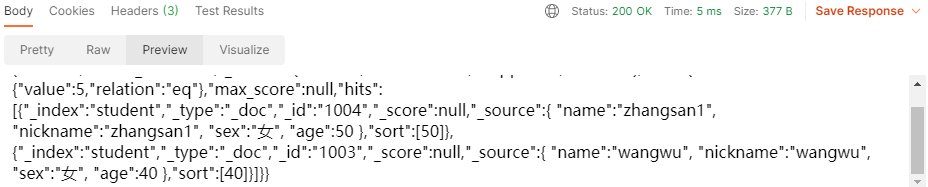 Body Cookies Headers (3) Test Results Status: 200 OK Time: 5 ms Size: 377 B Save Response
Pretty Raw Preview Visualize
{"value":5,"relation":"eq"},"max_score":null,"hits":
[{"_index":"student","_type":"_doc","_id":"1004","_score":null,"_source":{ "name":"zhangsan1",
"nickname":"zhangsan1", "sex":"女", "age":50 },"sort":[50]},
{"_index":"student","_type":"_doc","_id":"1003","_score":null,"_source":{ "name":"wangwu", "nickname":"wangwu",
"sex":"女", "age":40 },"sort":[40]}]}}